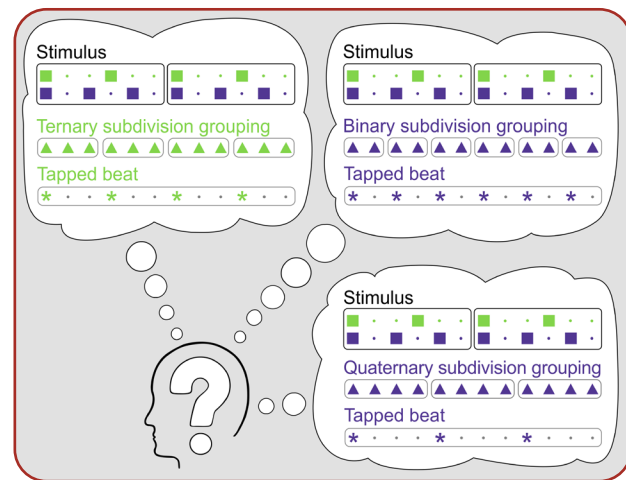 Stimulus
Ternary subdivision grouping
Tapped beat
* · · * · · * · · * · ·
Stimulus
Binary subdivision grouping
Tapped beat
* · * · * · * · * · * ·
Stimulus
Quaternary subdivision grouping
Tapped beat
* · · · * · · · * · · ·
?